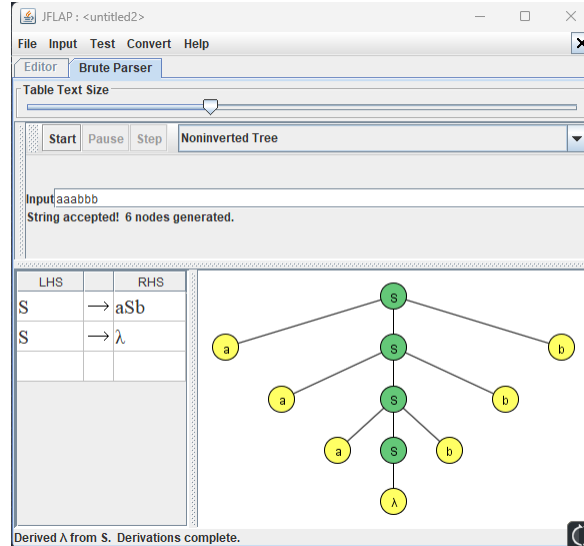 JFLAP : <untitled2>
File Input Test Convert Help
Editor Brute Parser
Table Text Size
Start Pause Step Noninverted Tree
Input aaabbb
String accepted! 6 nodes generated.
LHS RHS
S → aSb
S → λ
S
a S b
a S b
a S b
λ
Derived λ from S. Derivations complete.